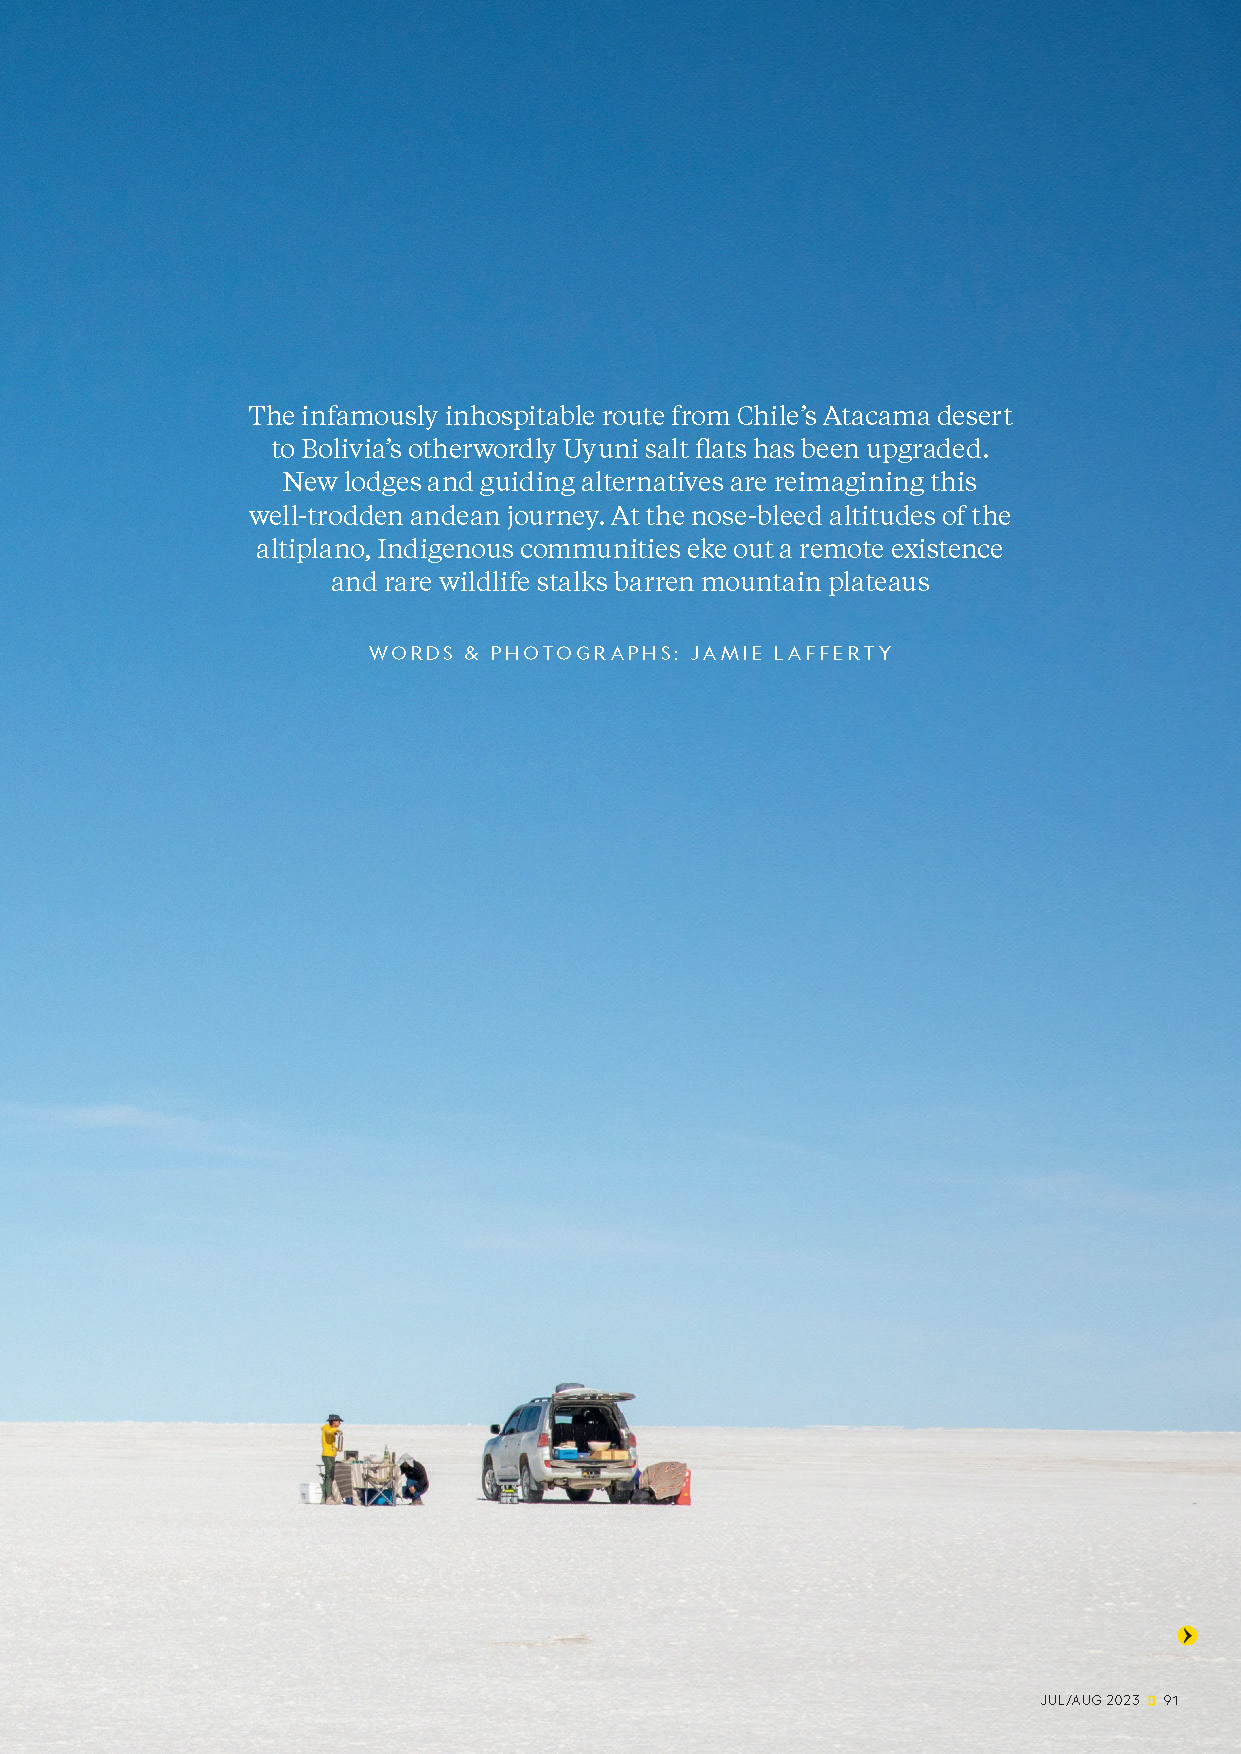 The infamously inhospitable route from Chile’s Atacama desert
to Bolivia’s otherwordly Uyuni salt flats has been upgraded.
New lodges and guiding alternatives are reimagining this
well-trodden andean journey. At the nose-bleed altitudes of the
altiplano, Indigenous communities eke out a remote existence
and rare wildlife stalks barren mountain plateaus
WORDS & PHOTOGRAPHS: JAMIE LAFFERTY
JUL/AUG 2023 91